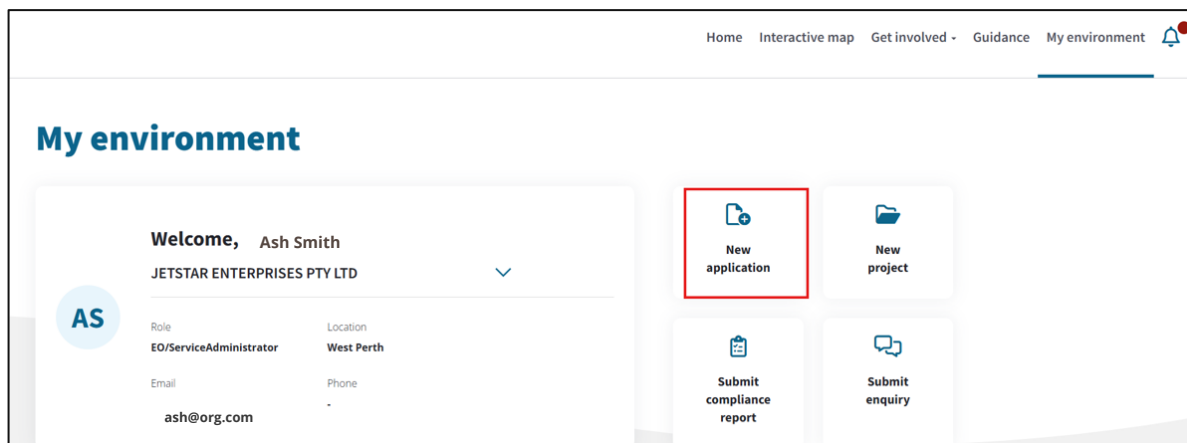 Home Interactive map Get involved - Guidance My environment
My environment
Welcome, Ash Smith
JETSTAR ENTERPRISES PTY LTD
AS
Role Location
EO/ServiceAdministrator West Perth
Email Phone
ash@org.com -
New
application
New
project
Submit
compliance
report
Submit
enquiry